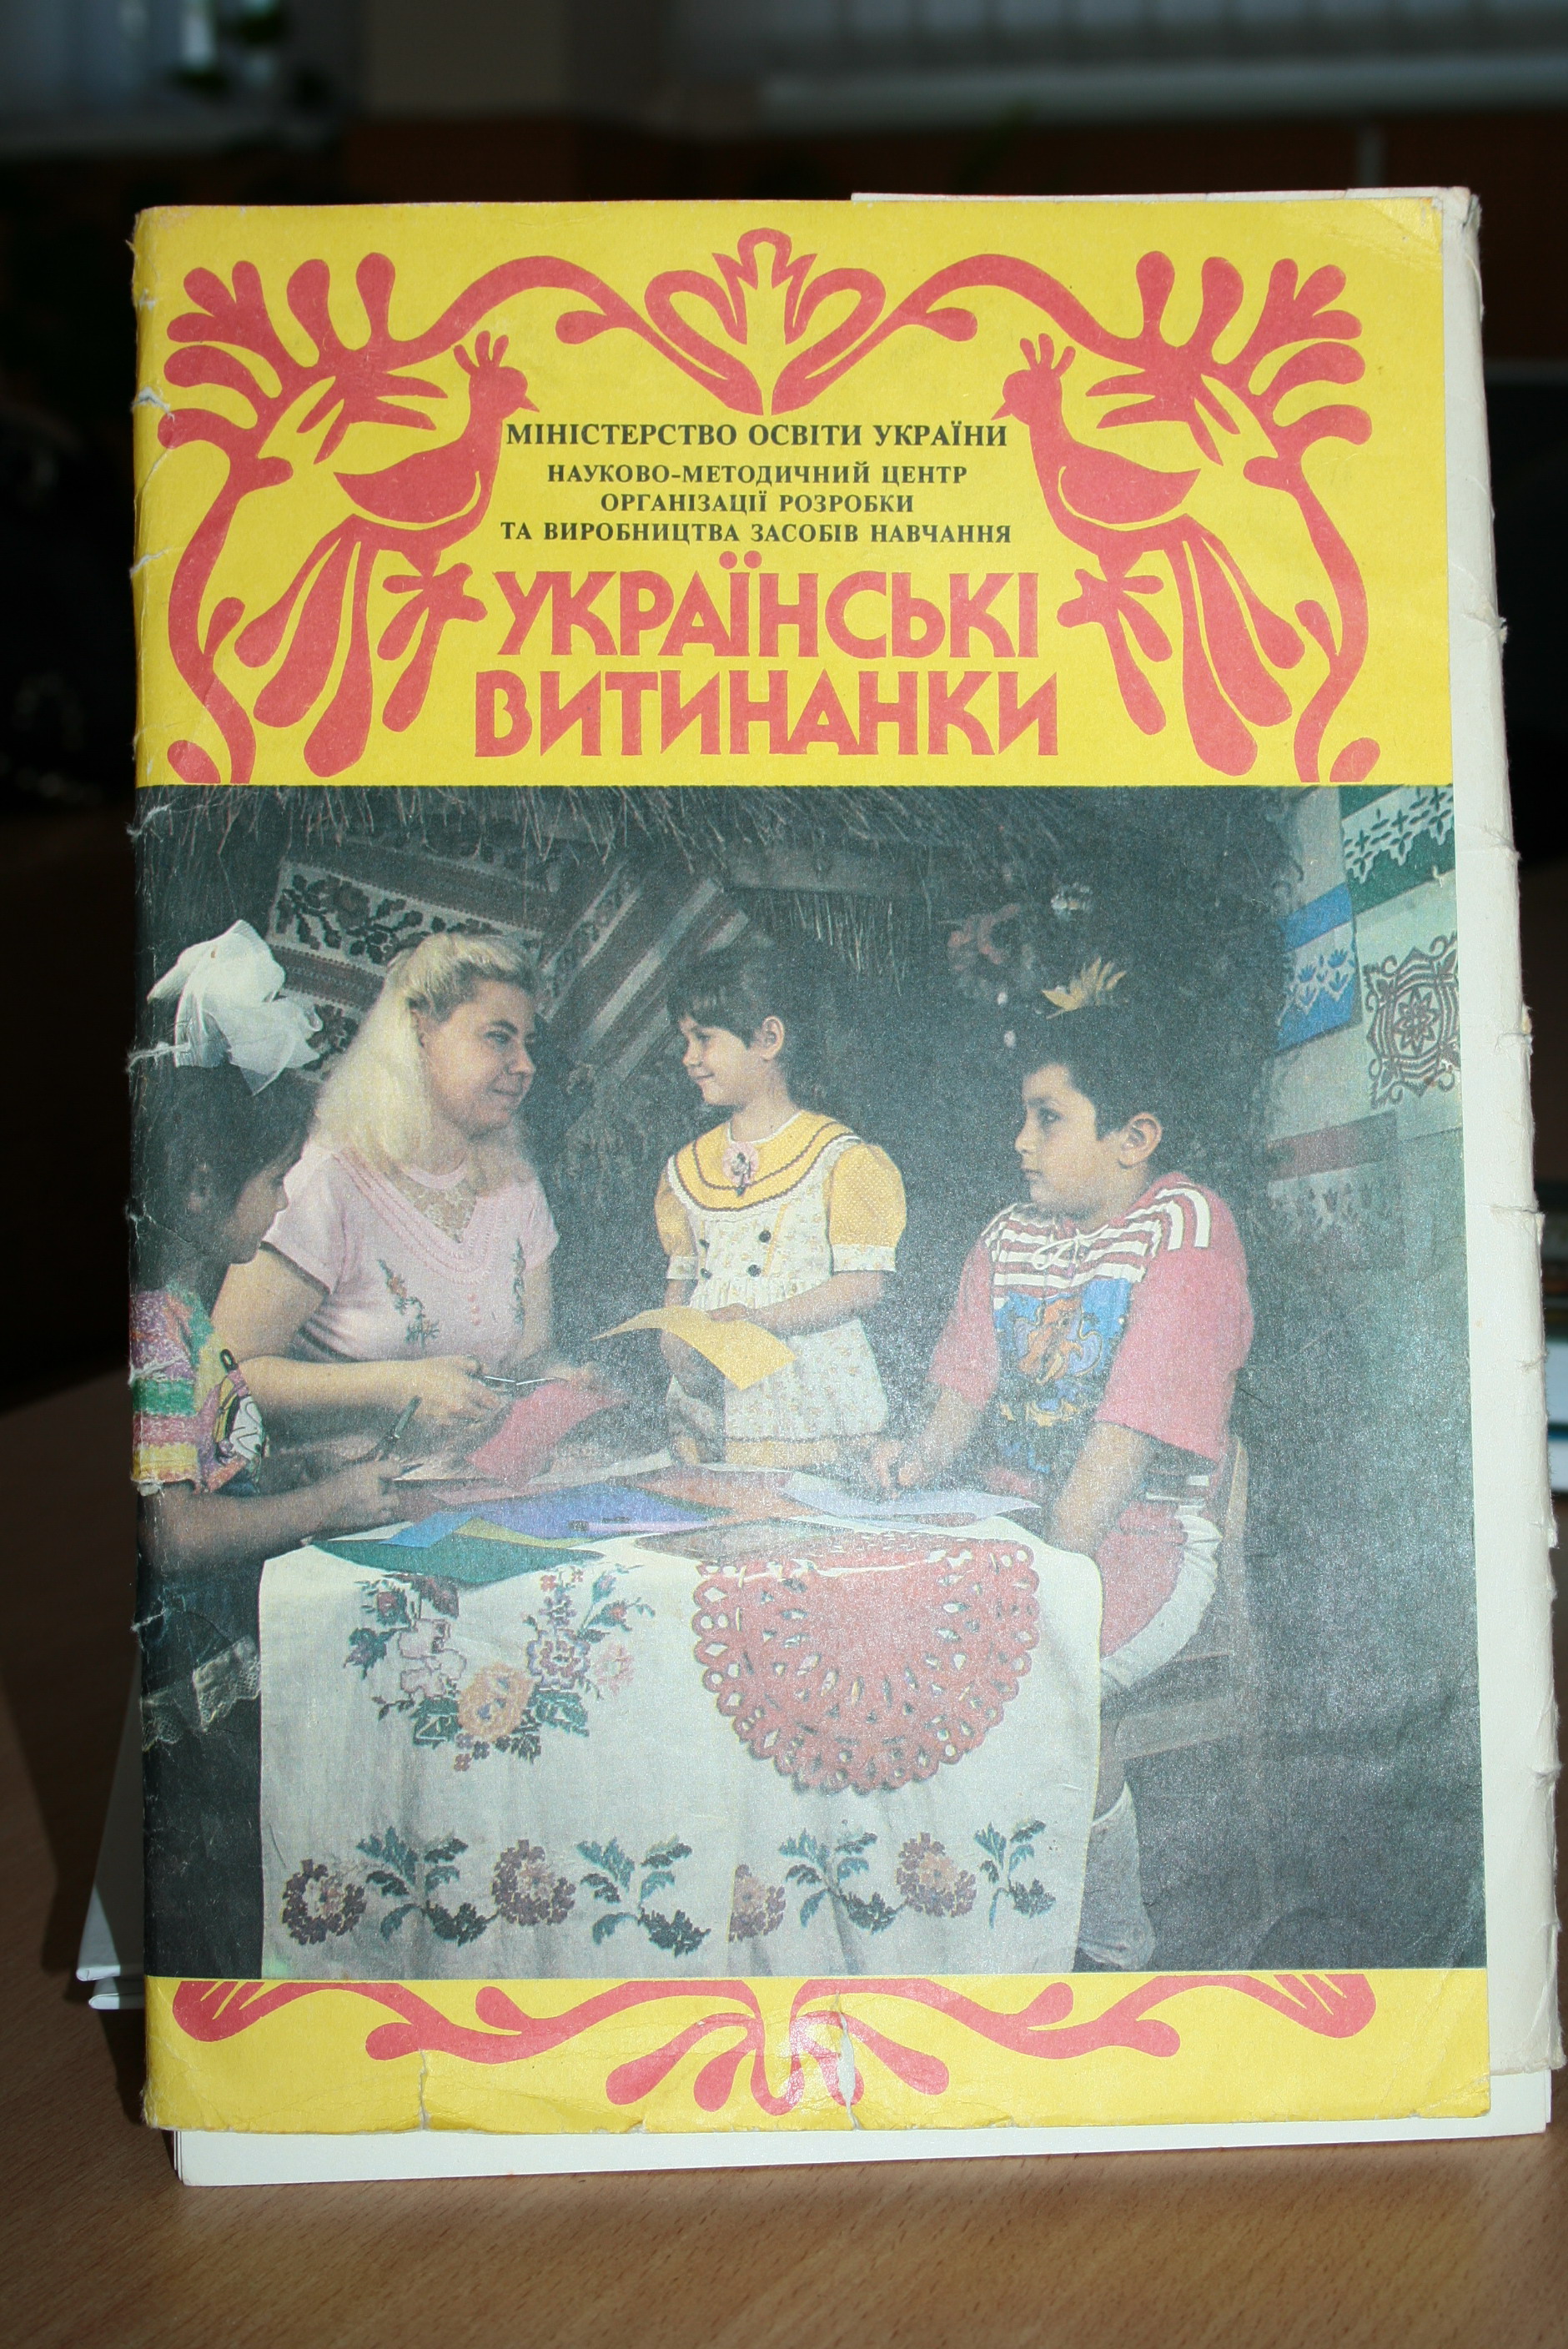 МІНІСТЕРСТВО ОСВІТИ УКРАЇНИ
НАУКОВО-МЕТОДИЧНИЙ ЦЕНТР
ОРГАНІЗАЦІЇ РОЗРОБКИ
ТА ВИРОБНИЦТВА ЗАСОБІВ НАВЧАННЯ
УКРАЇНСЬКІ
ВИТИНАНКИ